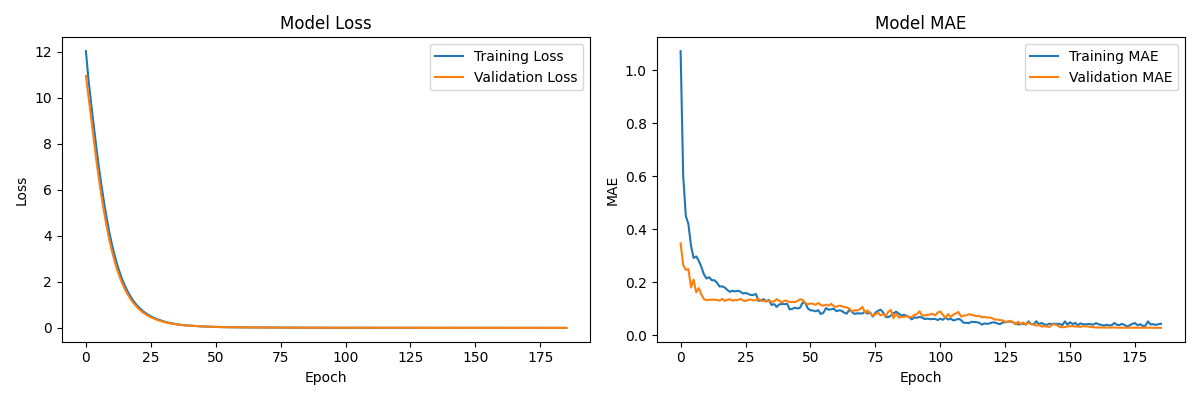 Model Loss
Training Loss
Validation Loss
12
10
8
6
4
2
0
Loss
0 25 50 75 100 125 150 175
Epoch
Model MAE
Training MAE
Validation MAE
1.0
0.8
0.6
0.4
0.2
0.0
MAE
0 25 50 75 100 125 150 175
Epoch